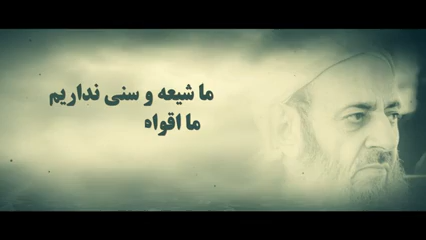 ما شیعه و سنی نداریم
ما اقواه